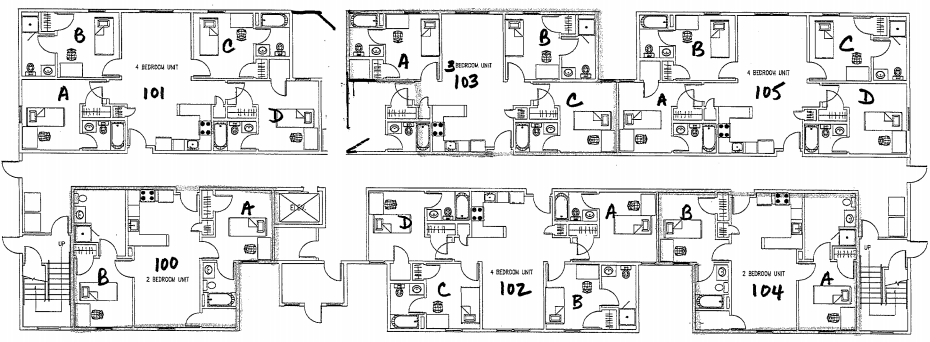 B
C
A
3
B
B
C
4 BEDROOM UNIT
BEDROOM UNIT
4 BEDROOM UNIT
A
101
D
103
C
A
105
D
UP
B
100
A
2 BEDROOM UNIT
ELEV
D
C
4 BEDROOM UNIT
102
A
B
B
2 BEDROOM UNIT
104
A
UP